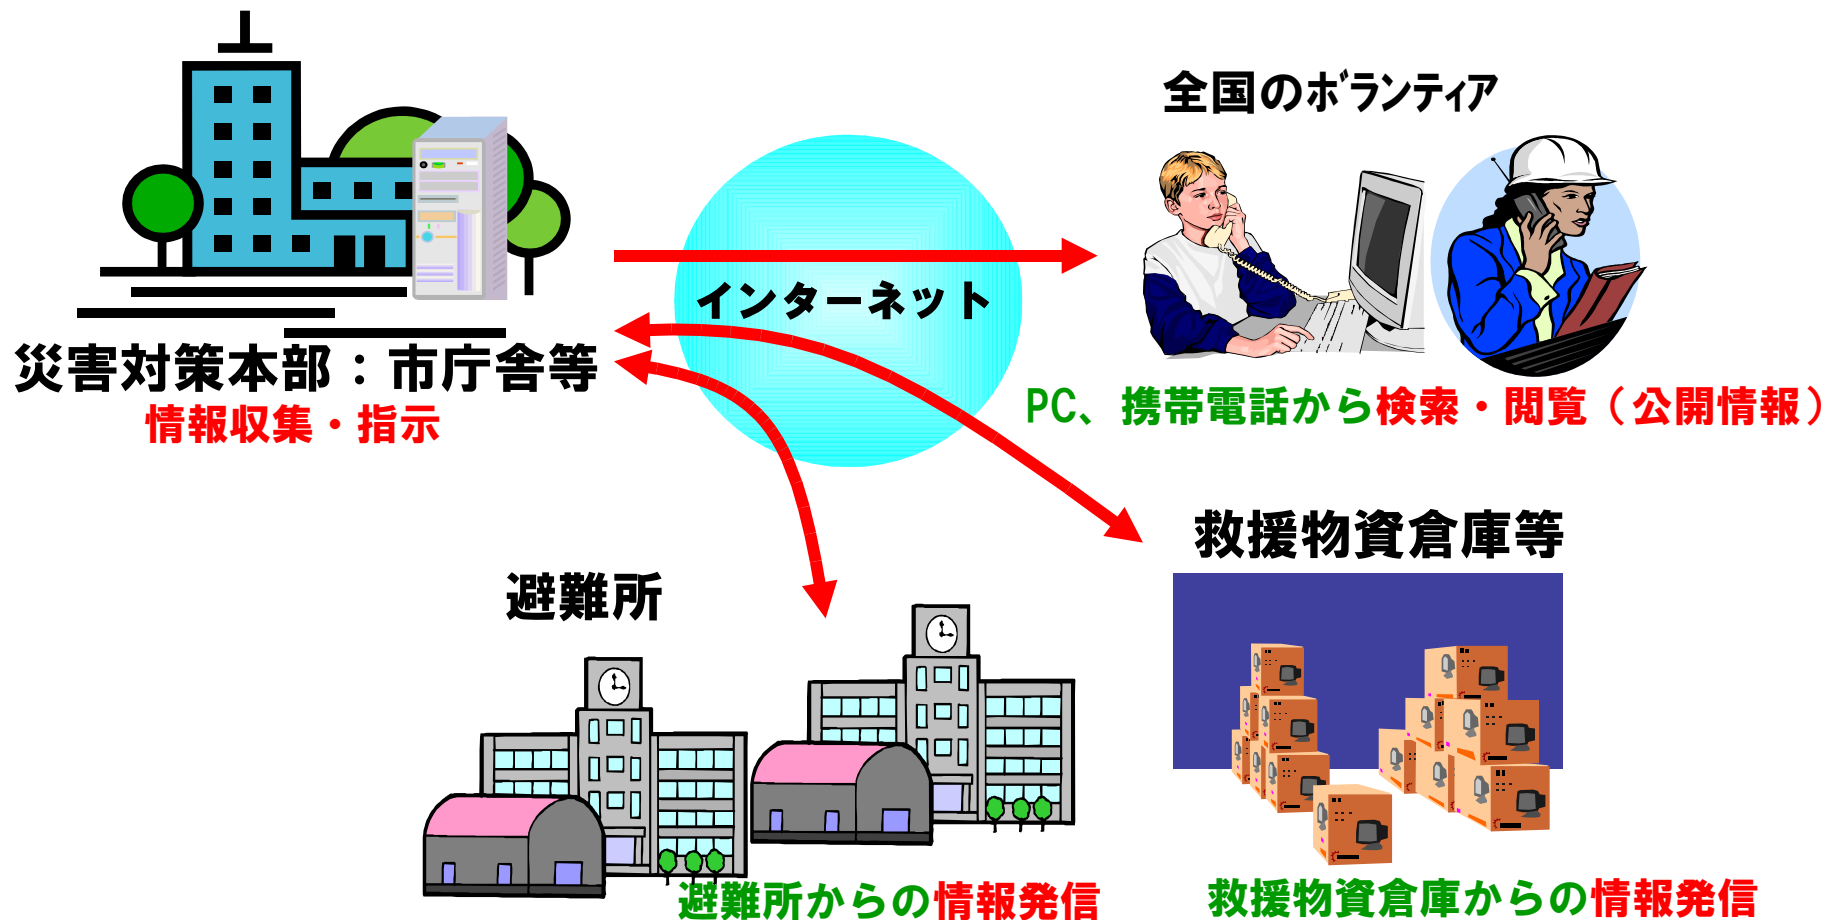 全国のボランティア
インターネット
災害対策本部：市庁舎等
情報収集・指示
PC、携帯電話から検索・閲覧（公開情報）
救援物資倉庫等
避難所
避難所からの情報発信
救援物資倉庫からの情報発信